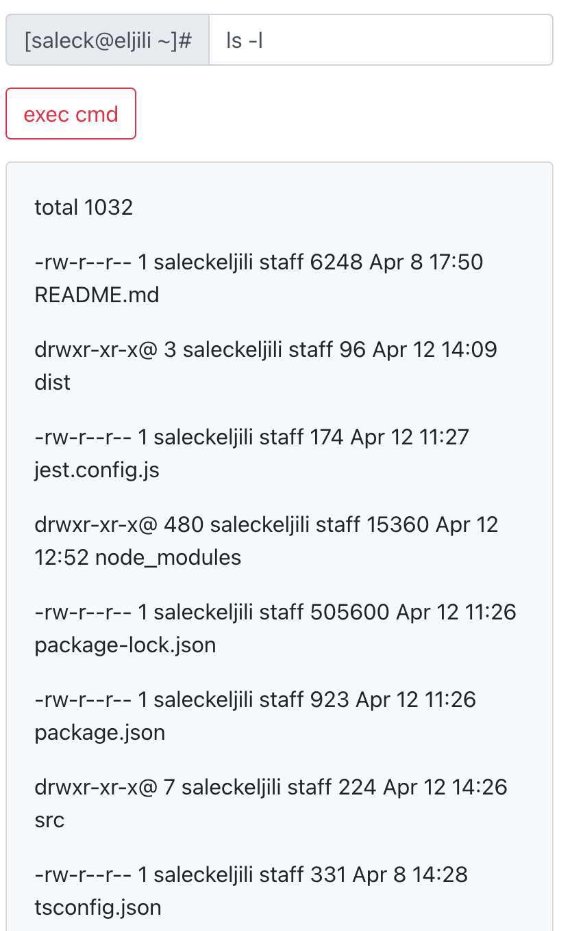 [saleck@eljili ~]# ls -l
exec cmd
total 1032
-rw-r--r-- 1 saleckeljili staff 6248 Apr 8 17:50
README.md
drwxr-xr-x@ 3 saleckeljili staff 96 Apr 12 14:09
dist
-rw-r--r-- 1 saleckeljili staff 174 Apr 12 11:27
jest.config.js
drwxr-xr-x@ 480 saleckeljili staff 15360 Apr 12
12:52 node_modules
-rw-r--r-- 1 saleckeljili staff 505600 Apr 12 11:26
package-lock.json
-rw-r--r-- 1 saleckeljili staff 923 Apr 12 11:26
package.json
drwxr-xr-x@ 7 saleckeljili staff 224 Apr 12 14:26
src
-rw-r--r-- 1 saleckeljili staff 331 Apr 8 14:28
tsconfig.json